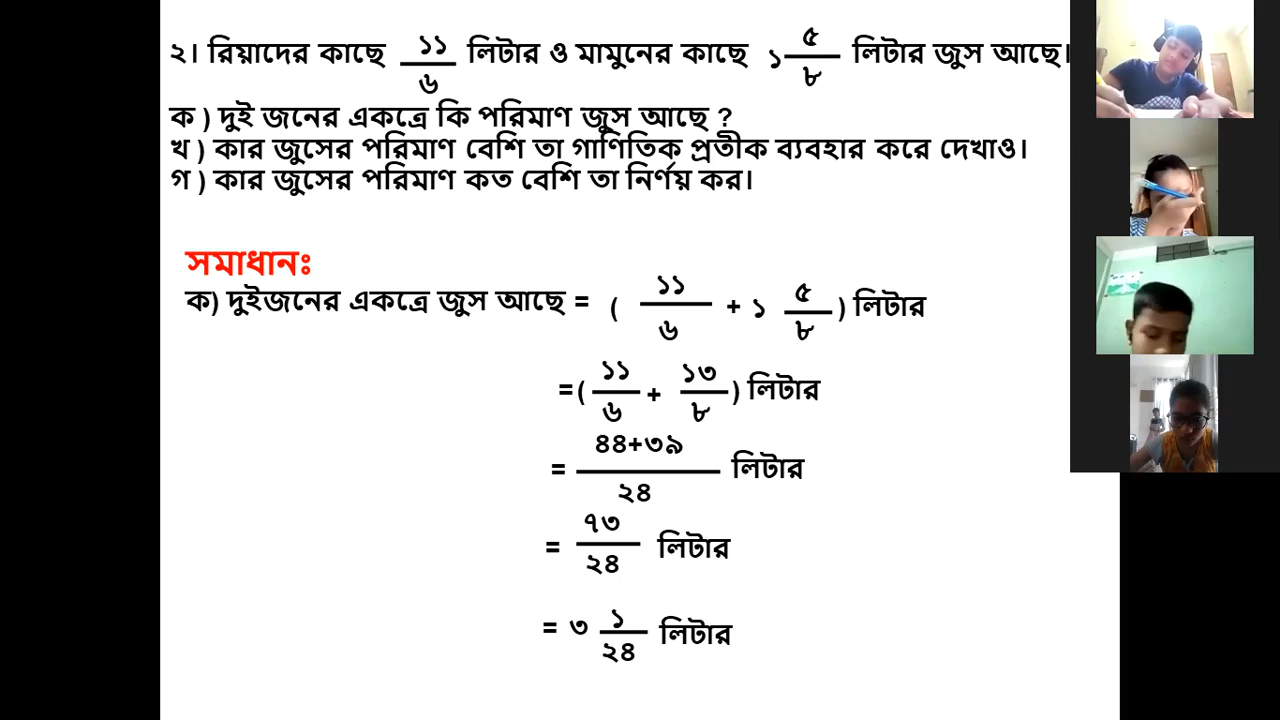 ২। রিয়াদের কাছে ১১/৬ লিটার ও মামুনের কাছে ১ ৫/৮ লিটার জুস আছে।
ক ) দুই জনের একত্রে কি পরিমাণ জুস আছে ?
খ ) কার জুসের পরিমাণ বেশি তা গাণিতিক প্রতীক ব্যবহার করে দেখাও।
গ ) কার জুসের পরিমাণ কত বেশি তা নির্ণয় কর।
সমাধানঃ
ক) দুইজনের একত্রে জুস আছে = ( ১১/৬ + ১ ৫/৮ ) লিটার
=( ১১/৬ + ১৩/৮ ) লিটার
= ৪৪+৩৯/২৪ লিটার
= ৭৩/২৪ লিটার
= ৩ ১/২৪ লিটার